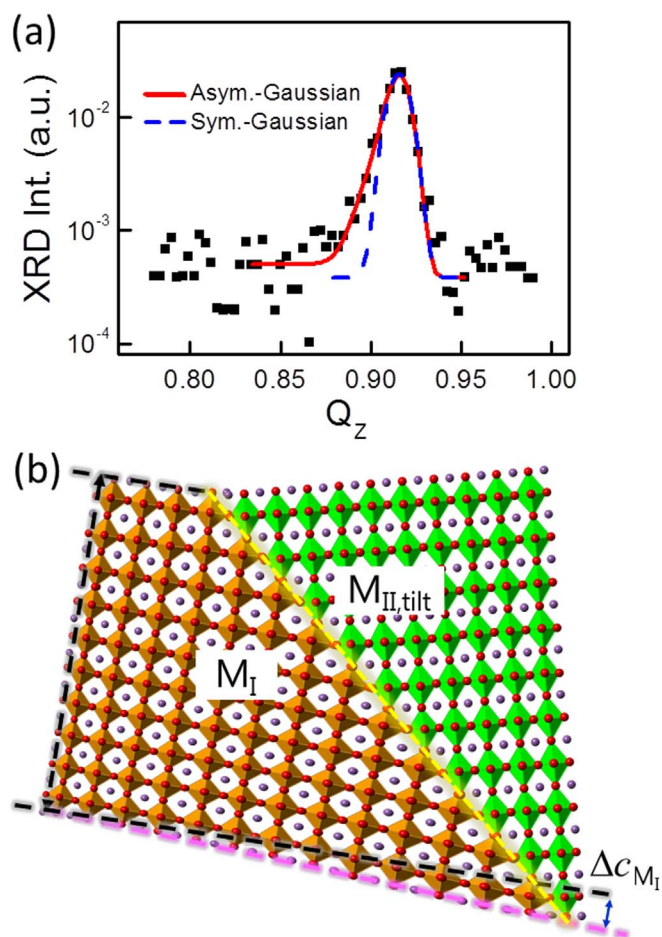 (a)
XRD Int. (a.u.)
Asym.-Gaussian
Sym.-Gaussian
10⁻²
10⁻³
10⁻⁴
0.80 0.85 0.90 0.95 1.00
Q_Z
(b)
M_II,tilt
M_I
Δc_M_I